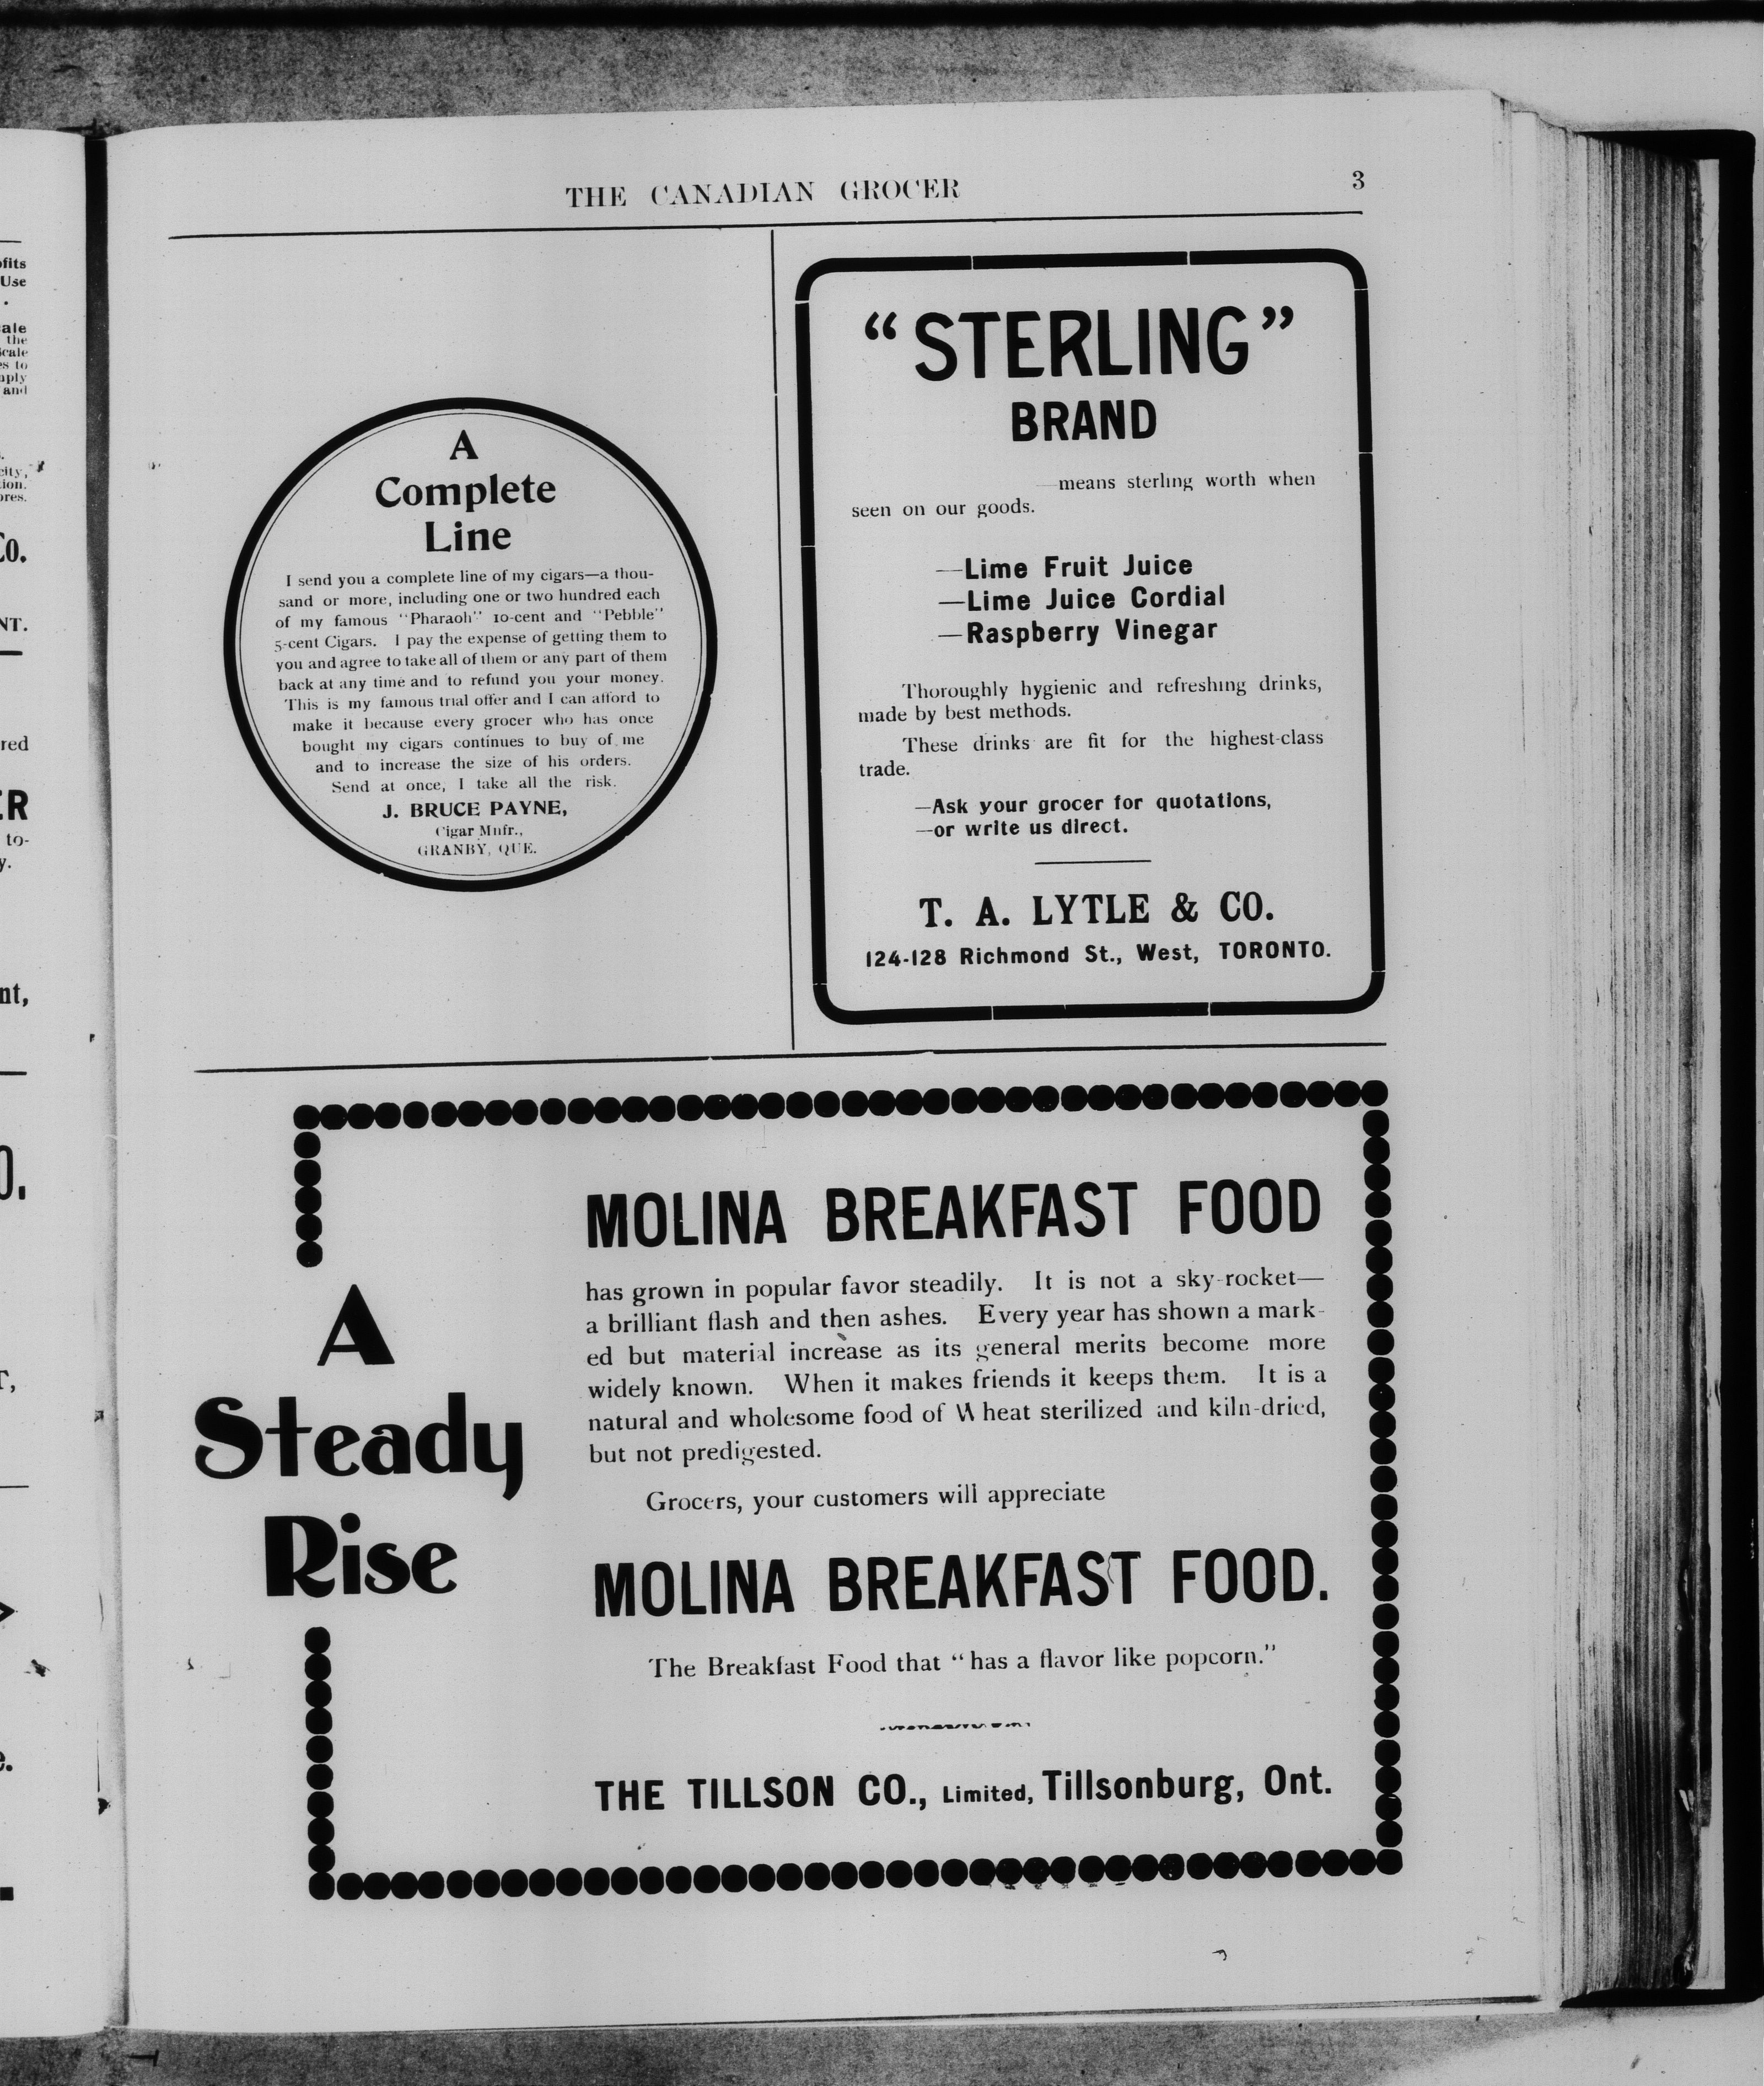 THE CANADIAN GROCER 3
A
Complete
Line
I send you a complete line of my cigars—a thou-
sand or more, including one or two hundred each
of my famous "Pharaoh" 10-cent and "Pebble"
5-cent Cigars. I pay the expense of getting them to
you and agree to take all of them or any part of them
back at any time and to refund you your money.
This is my famous trial offer and I can afford to
make it because every grocer who has once
bought my cigars continues to buy of me
and to increase the size of his orders.
Send at once, I take all the risk.
J. BRUCE PAYNE,
Cigar Mnfr.,
GRANBY, QUE.
"STERLING"
BRAND
—means sterling worth when
seen on our goods.
—Lime Fruit Juice
—Lime Juice Cordial
—Raspberry Vinegar
Thoroughly hygienic and refreshing drinks,
made by best methods.
These drinks are fit for the highest-class
trade.
—Ask your grocer for quotations,
—or write us direct.
T. A. LYTLE & CO.
124-128 Richmond St., West, TORONTO.
A
Steady
Rise
MOLINA BREAKFAST FOOD
has grown in popular favor steadily. It is not a sky-rocket—
a brilliant flash and then ashes. Every year has shown a mark-
ed but material increase as its general merits become more
widely known. When it makes friends it keeps them. It is a
natural and wholesome food of Wheat sterilized and kiln-dried,
but not predigested.
Grocers, your customers will appreciate
MOLINA BREAKFAST FOOD.
The Breakfast Food that "has a flavor like popcorn."
THE TILLSON CO., Limited, Tillsonburg, Ont.